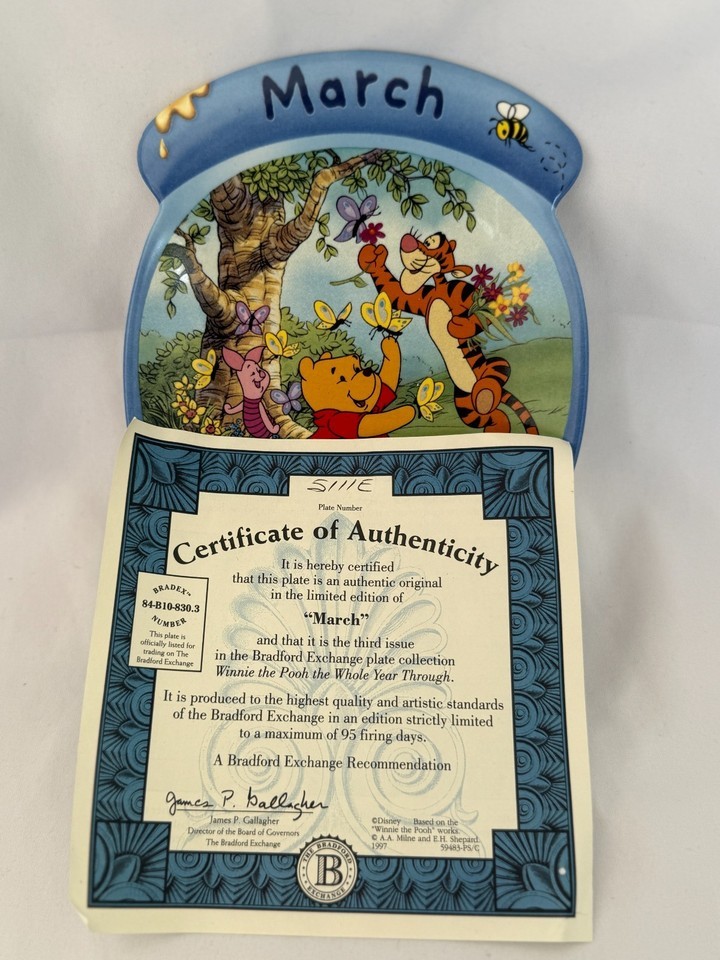 March
5111E
Plate Number
Certificate of Authenticity
It is hereby certified
that this plate is an authentic original
in the limited edition of
“March”
and that it is the third issue
in the Bradford Exchange plate collection
Winnie the Pooh the Whole Year Through.
BRADEX™
84-B10-830.3
NUMBER
This plate is
officially listed for
trading on The
Bradford Exchange
It is produced to the highest quality and artistic standards
of the Bradford Exchange in an edition strictly limited
to a maximum of 95 firing days.
A Bradford Exchange Recommendation
James P. Gallagher
James P. Gallagher
Director of the Board of Governors
The Bradford Exchange
©Disney Based on the
"Winnie the Pooh" works.
© A.A. Milne and E.H. Shepard.
1997 59483-PS/C
THE BRADFORD
B
EXCHANGE